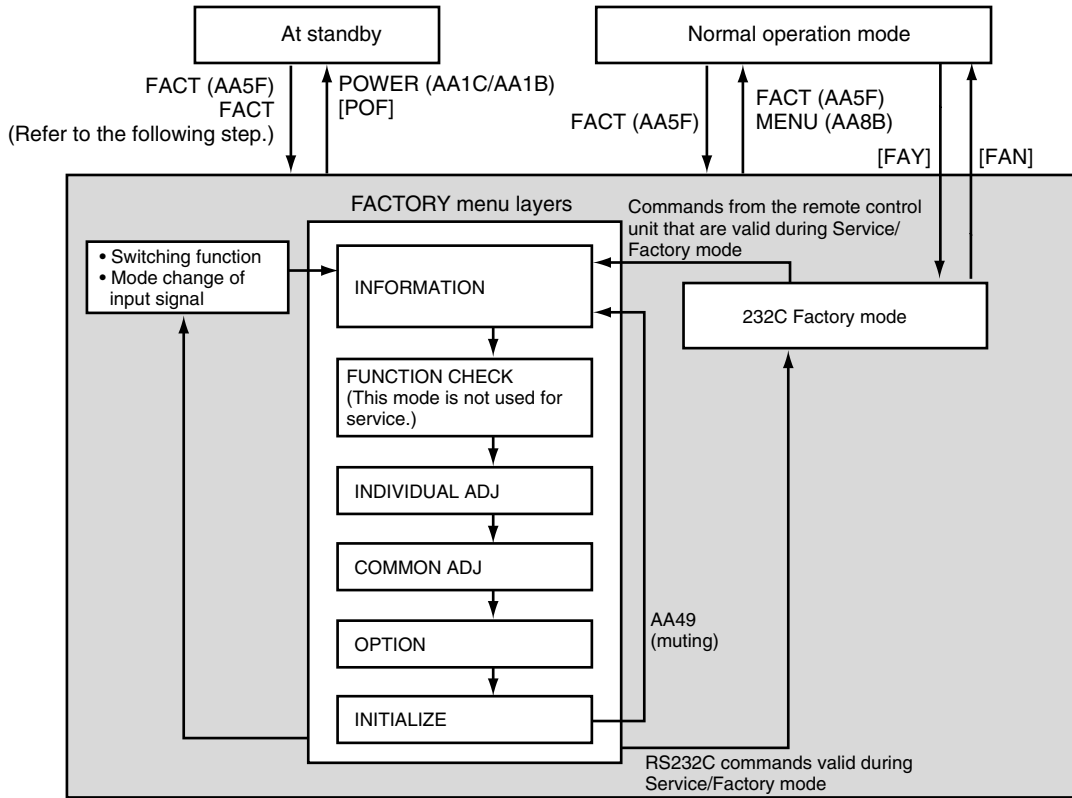 At standby
Normal operation mode
FACT (AA5F)
FACT
(Refer to the following step.)
POWER (AA1C/AA1B)
[POF]
FACT (AA5F)
FACT (AA5F)
MENU (AA8B)
[FAY]
[FAN]
FACTORY menu layers
Commands from the remote control
unit that are valid during Service/
Factory mode
• Switching function
• Mode change of
input signal
INFORMATION
232C Factory mode
FUNCTION CHECK
(This mode is not used for
service.)
INDIVIDUAL ADJ
COMMON ADJ
OPTION
INITIALIZE
AA49
(muting)
RS232C commands valid during
Service/Factory mode